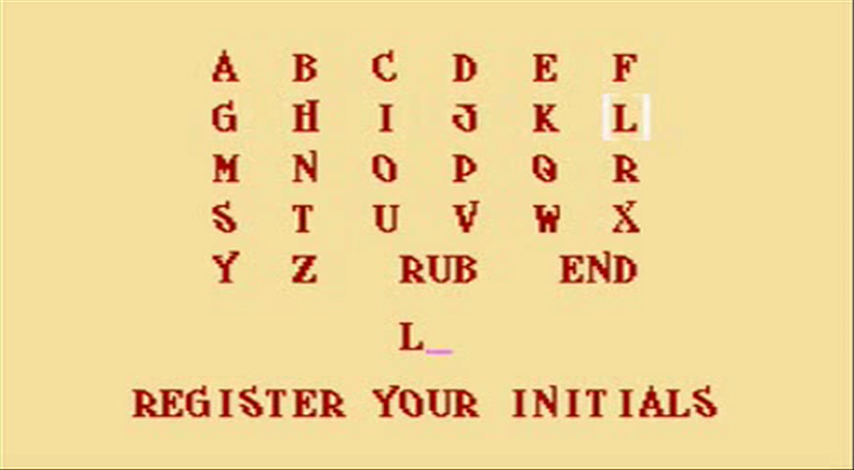 A B C D E F
G H I J K [L]
M N O P Q R
S T U V W X
Y Z RUB END
L_
REGISTER YOUR INITIALS